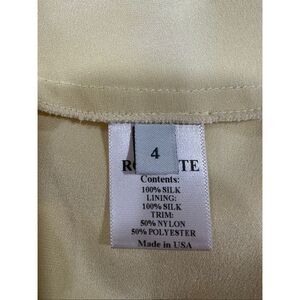 4
Contents:
100% SILK
LINING:
100% SILK
TRIM:
50% NYLON
50% POLYESTER
Made in USA